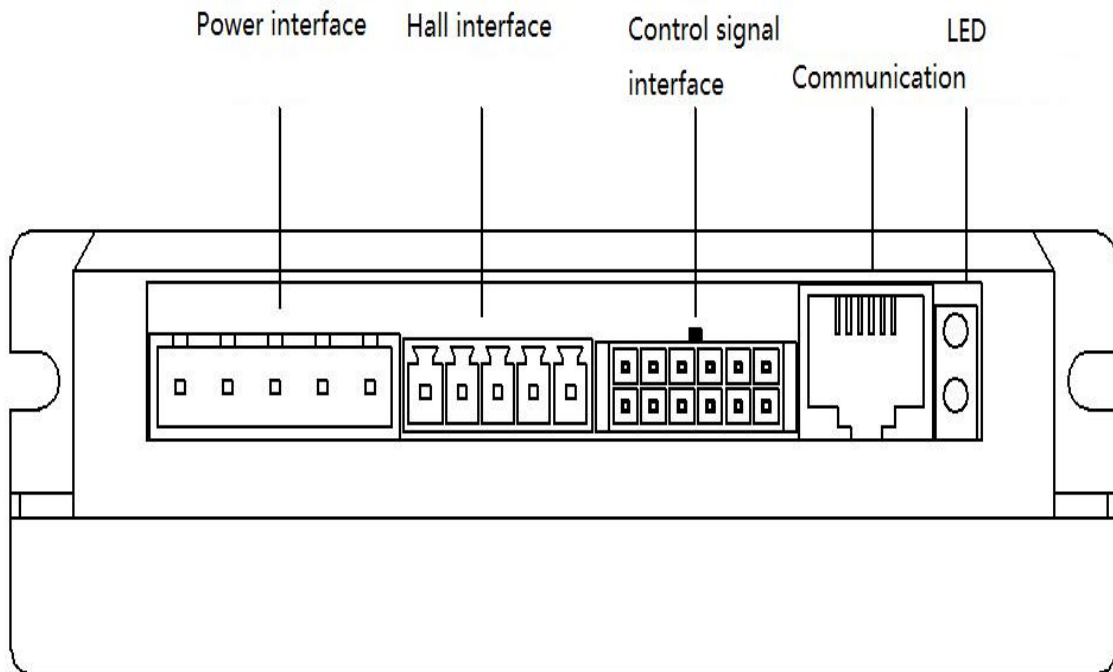 Power interface
Hall interface
Control signal
interface
Communication
LED